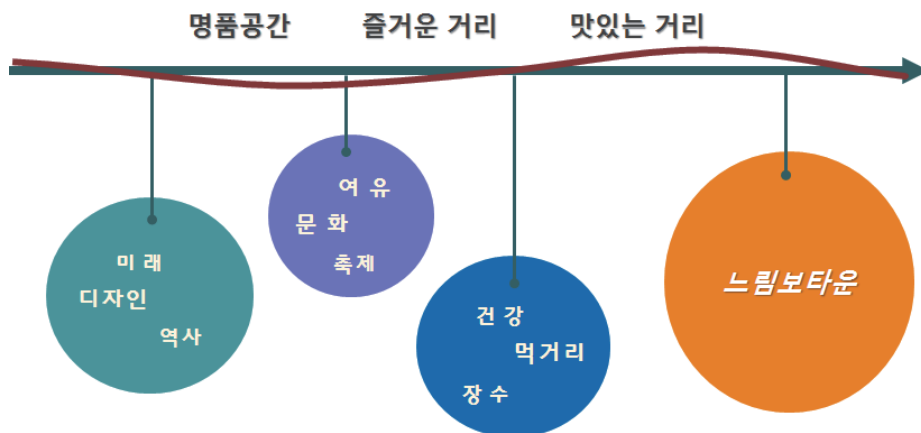 명품공간 즐거운 거리 맛있는 거리
미래
디자인
역사
여유
문화
축제
건강
먹거리
장수
느림보타운